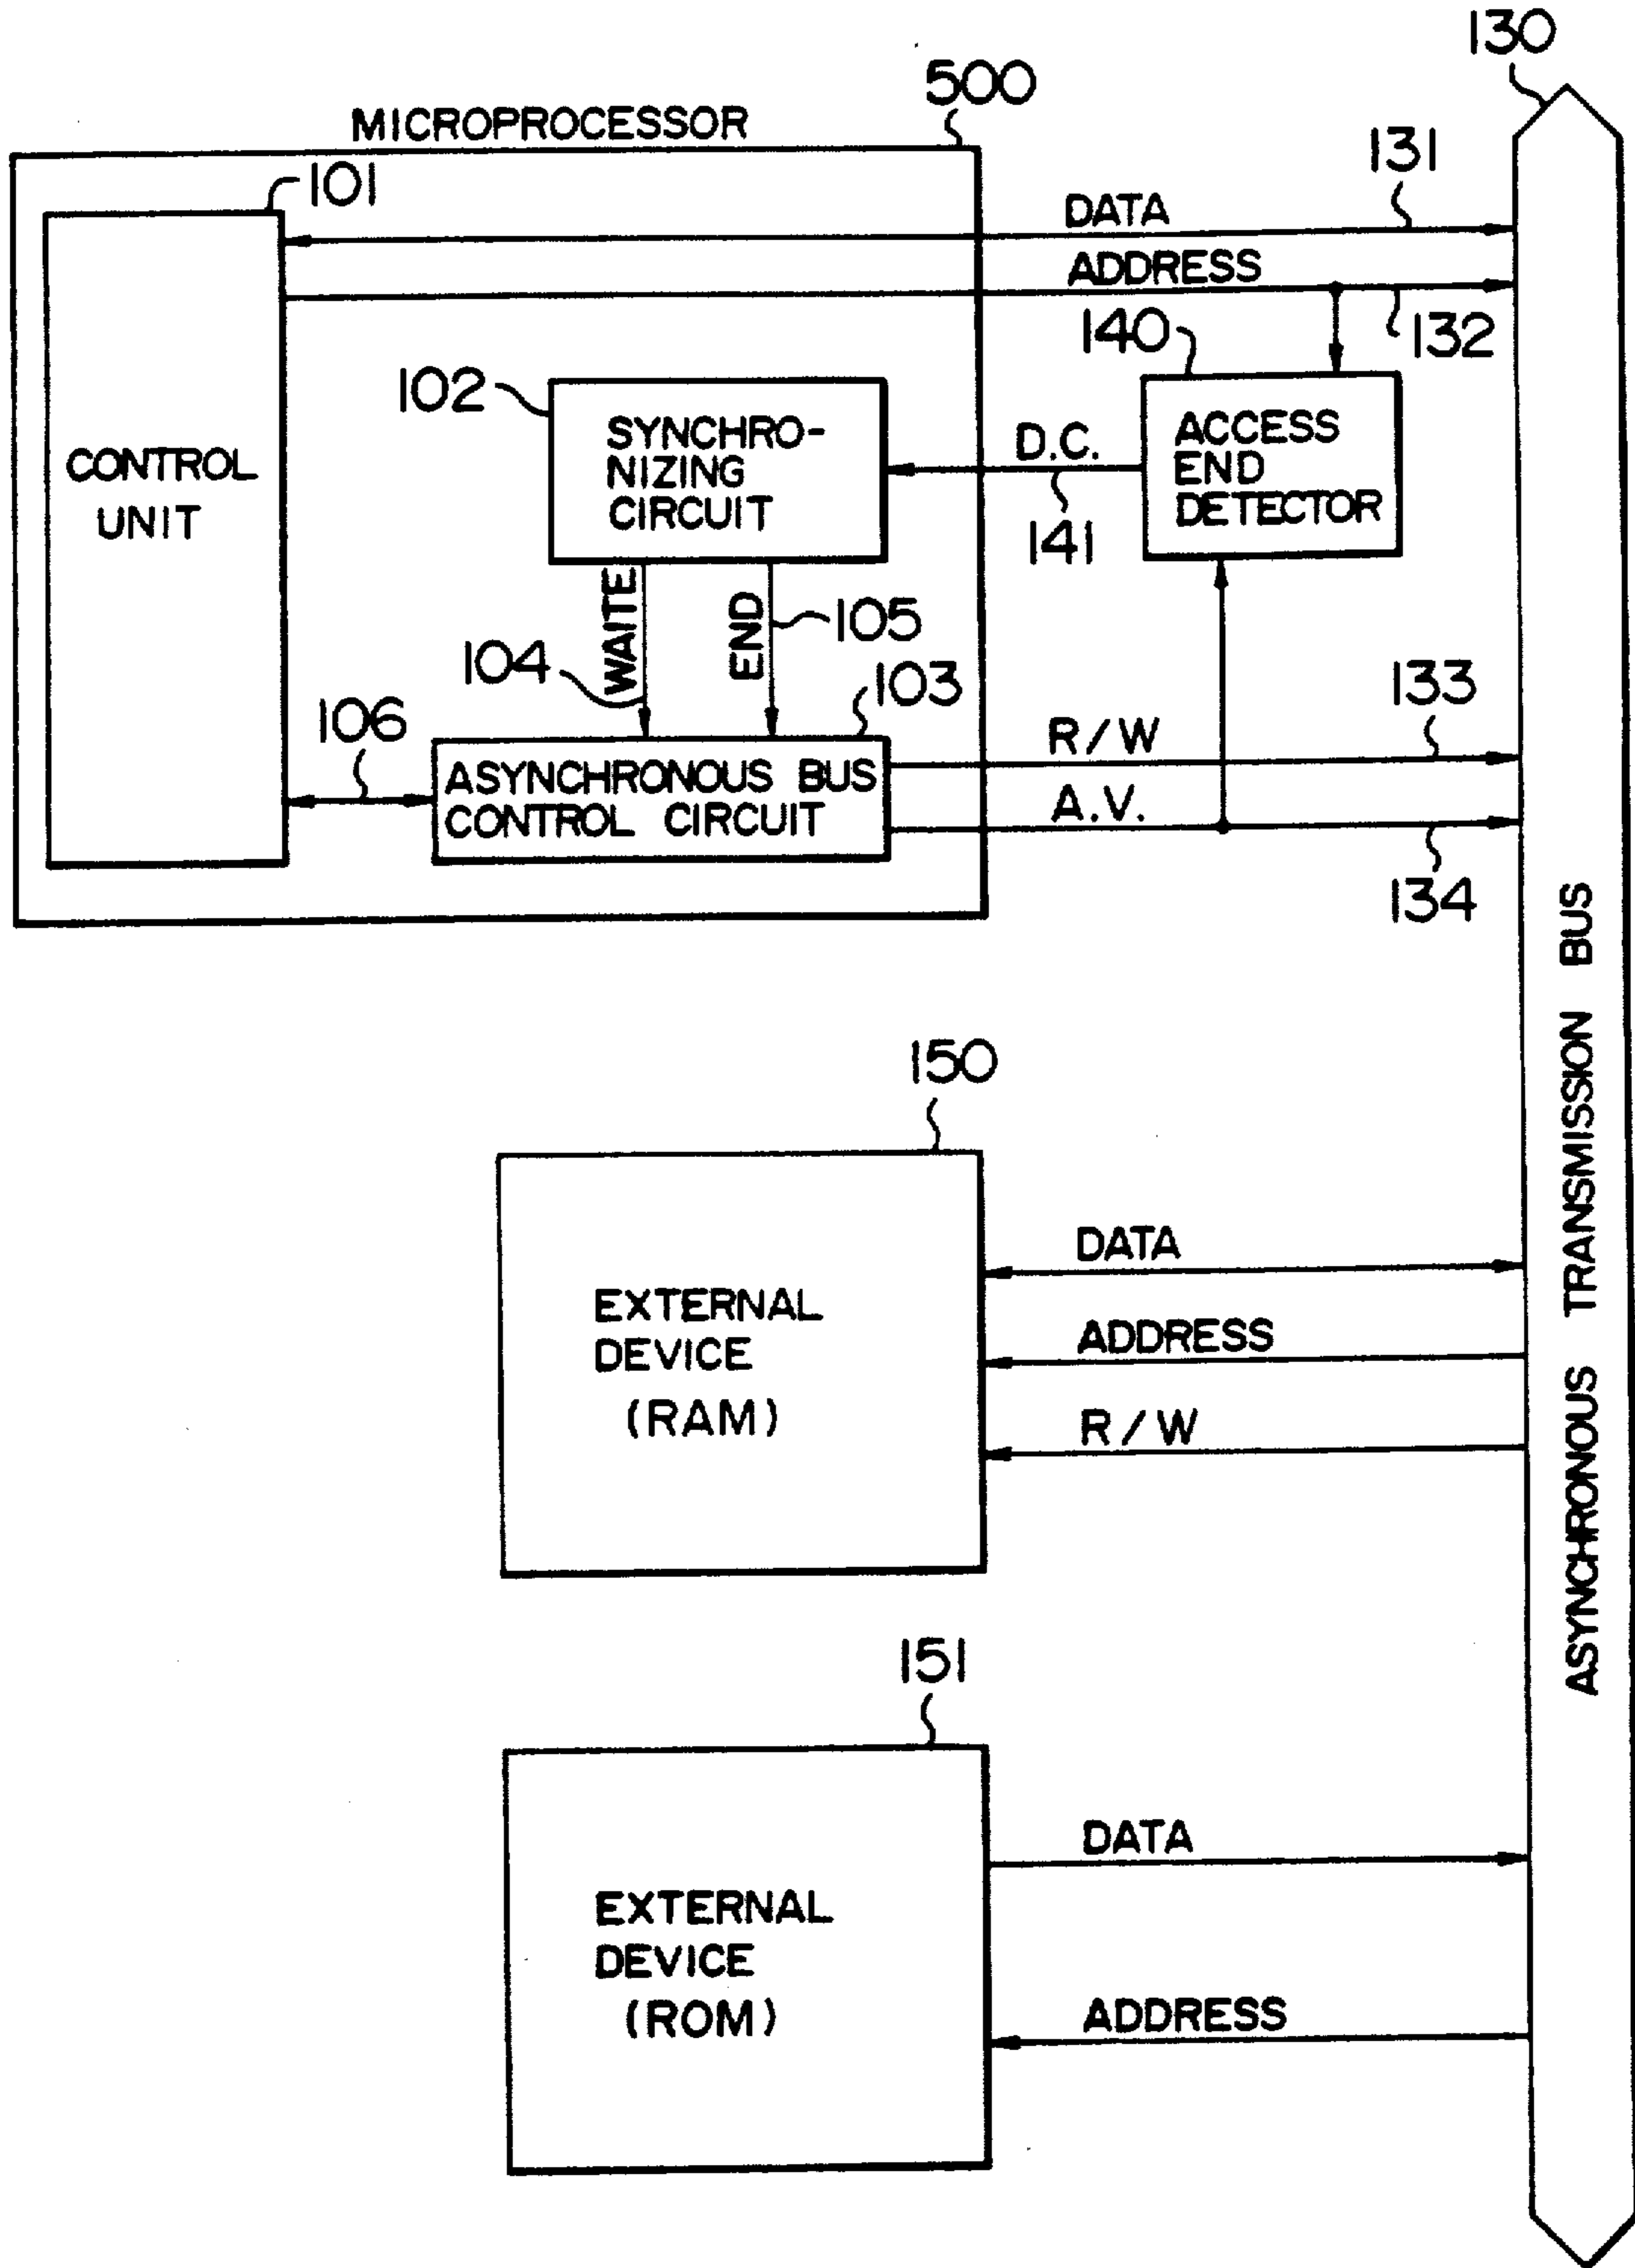 130
500
MICROPROCESSOR
131
101
DATA
ADDRESS
132
140
102
CONTROL
UNIT
SYNCHRO-
NIZING
CIRCUIT
D.C.
141
ACCESS
END
DETECTOR
WAITE
END
105
104
103
106
133
R/W
ASYNCHRONOUS BUS
CONTROL CIRCUIT
A.V.
134
ASYNCHRONOUS TRANSMISSION BUS
150
DATA
EXTERNAL
DEVICE
(RAM)
ADDRESS
R/W
151
DATA
EXTERNAL
DEVICE
(ROM)
ADDRESS